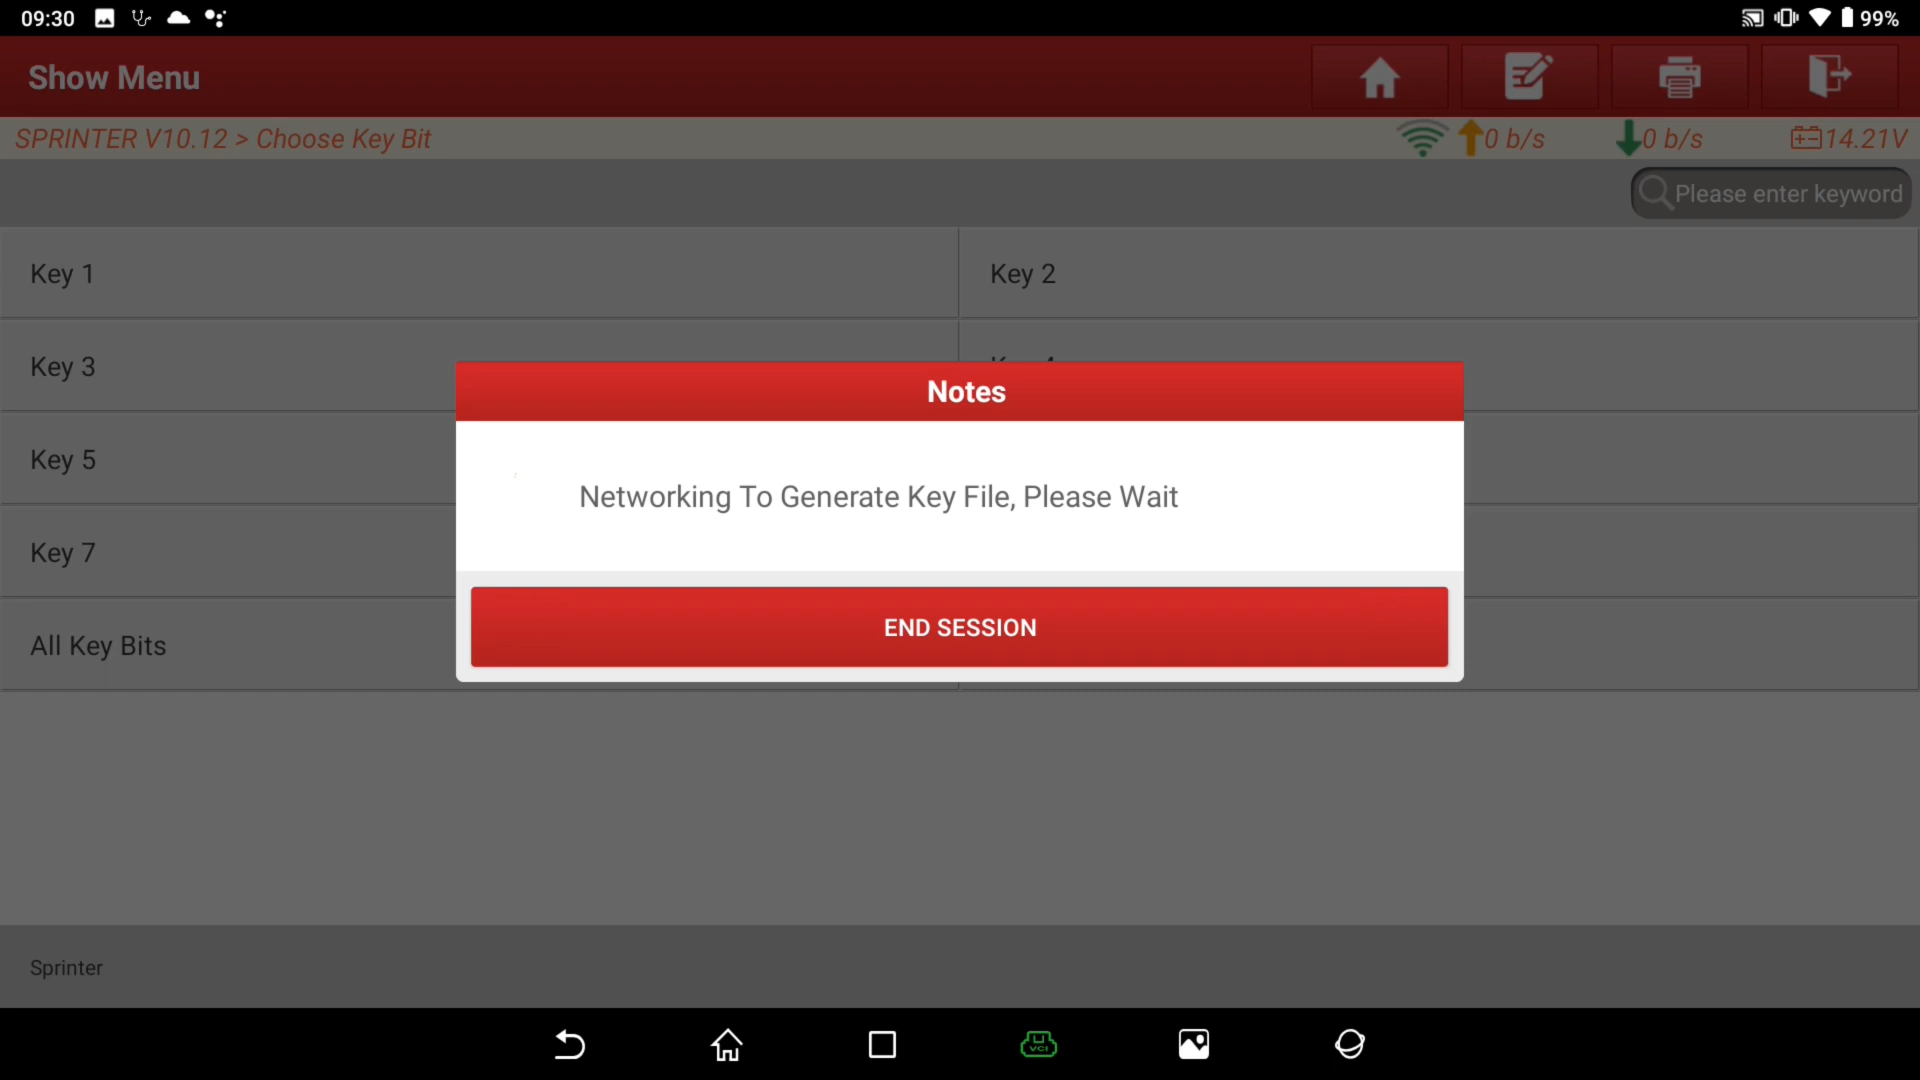 09:30 99%
Show Menu
SPRINTER V10.12 > Choose Key Bit 0 b/s 0 b/s 14.21V
Please enter keyword
Key 1 Key 2
Key 3
Notes
Key 5
Networking To Generate Key File, Please Wait
Key 7
END SESSION
All Key Bits
Sprinter
VCI